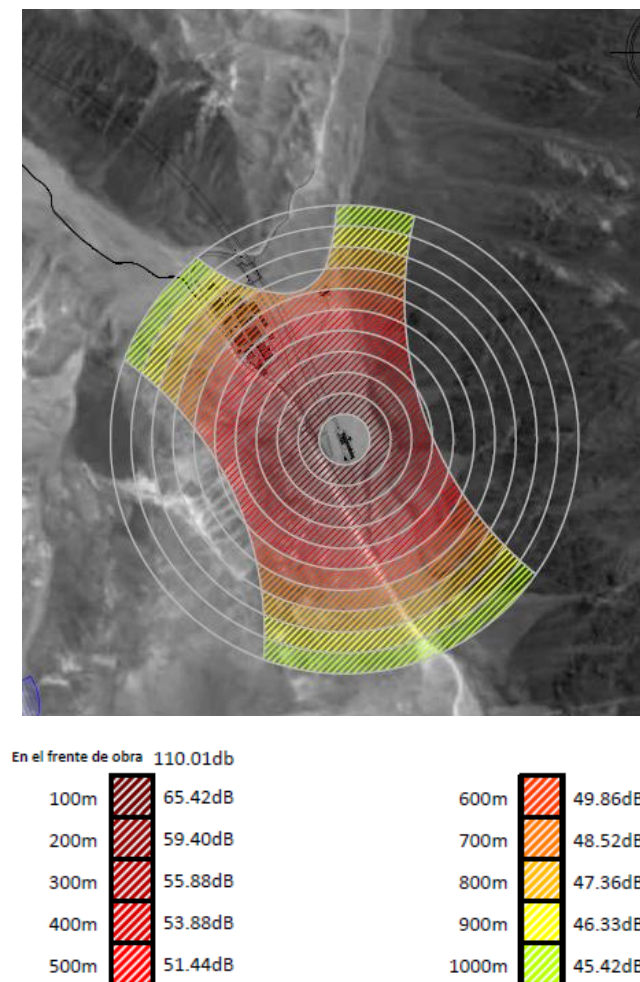 En el frente de obra 110.01db
100m 65.42dB
200m 59.40dB
300m 55.88dB
400m 53.88dB
500m 51.44dB
600m 49.86dB
700m 48.52dB
800m 47.36dB
900m 46.33dB
1000m 45.42dB